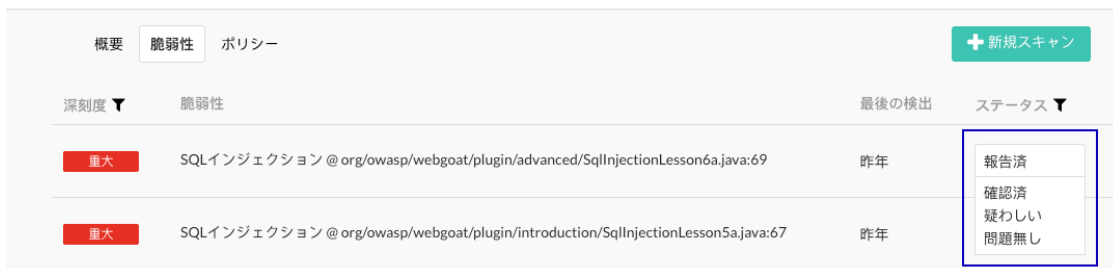 概要 脆弱性 ポリシー 新規スキャン
深刻度 脆弱性 最後の検出 ステータス
重大 SQLインジェクション @ org/owasp/webgoat/plugin/advanced/SqlInjectionLesson6a.java:69 昨年 報告済
確認済
疑わしい
重大 SQLインジェクション @ org/owasp/webgoat/plugin/introduction/SqlInjectionLesson5a.java:67 昨年 問題無し